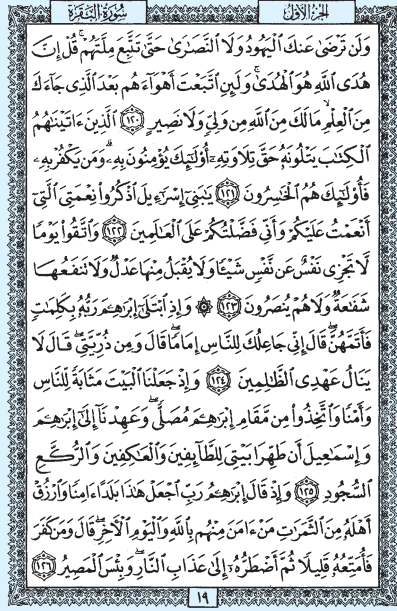 الجزء الأول
سورة البقرة
وَلَن تَرْضَىٰ عَنكَ ٱلْيَهُودُ وَلَا ٱلنَّصَٰرَىٰ حَتَّىٰ تَتَّبِعَ مِلَّتَهُمْ ۗ قُلْ إِنَّ
هُدَى ٱللَّهِ هُوَ ٱلْهُدَىٰ ۗ وَلَئِنِ ٱتَّبَعْتَ أَهْوَآءَهُم بَعْدَ ٱلَّذِى جَآءَكَ
مِنَ ٱلْعِلْمِ ۙ مَا لَكَ مِنَ ٱللَّهِ مِن وَلِىٍّ وَلَا نَصِيرٍ ۝١٢٠ ٱلَّذِينَ ءَاتَيْنَٰهُمُ
ٱلْكِتَٰبَ يَتْلُونَهُۥ حَقَّ تِلَاوَتِهِۦٓ أُو۟لَٰٓئِكَ يُؤْمِنُونَ بِهِۦ ۗ وَمَن يَكْفُرْ بِهِۦ
فَأُو۟لَٰٓئِكَ هُمُ ٱلْخَٰسِرُونَ ۝١٢١ يَٰبَنِىٓ إِسْرَٰٓءِيلَ ٱذْكُرُوا۟ نِعْمَتِىَ ٱلَّتِىٓ
أَنْعَمْتُ عَلَيْكُمْ وَأَنِّى فَضَّلْتُكُمْ عَلَى ٱلْعَٰلَمِينَ ۝١٢٢ وَٱتَّقُوا۟ يَوْمًا
لَّا تَجْزِى نَفْسٌ عَن نَّفْسٍ شَيْـًٔا وَلَا يُقْبَلُ مِنْهَا عَدْلٌ وَلَا تَنفَعُهَا
شَفَٰعَةٌ وَلَا هُمْ يُنصَرُونَ ۝١٢٣ ۞ وَإِذِ ٱبْتَلَىٰٓ إِبْرَٰهِـۧمَ رَبُّهُۥ بِكَلِمَٰتٍ
فَأَتَمَّهُنَّ ۖ قَالَ إِنِّى جَاعِلُكَ لِلنَّاسِ إِمَامًا ۖ قَالَ وَمِن ذُرِّيَّتِى ۖ قَالَ لَا
يَنَالُ عَهْدِى ٱلظَّٰلِمِينَ ۝١٢٤ وَإِذْ جَعَلْنَا ٱلْبَيْتَ مَثَابَةً لِّلنَّاسِ
وَأَمْنًا وَٱتَّخِذُوا۟ مِن مَّقَامِ إِبْرَٰهِـۧمَ مُصَلًّى ۖ وَعَهِدْنَآ إِلَىٰٓ إِبْرَٰهِـۧمَ
وَإِسْمَٰعِيلَ أَن طَهِّرَا بَيْتِىَ لِلطَّآئِفِينَ وَٱلْعَٰكِفِينَ وَٱلرُّكَّعِ
ٱلسُّجُودِ ۝١٢٥ وَإِذْ قَالَ إِبْرَٰهِـۧمُ رَبِّ ٱجْعَلْ هَٰذَا بَلَدًا ءَامِنًا وَٱرْزُقْ
أَهْلَهُۥ مِنَ ٱلثَّمَرَٰتِ مَنْ ءَامَنَ مِنْهُم بِٱللَّهِ وَٱلْيَوْمِ ٱلْـَٔاخِرِ ۖ قَالَ وَمَن كَفَرَ
فَأُمَتِّعُهُۥ قَلِيلًا ثُمَّ أَضْطَرُّهُۥٓ إِلَىٰ عَذَابِ ٱلنَّارِ ۖ وَبِئْسَ ٱلْمَصِيرُ ۝١٢٦
١٩